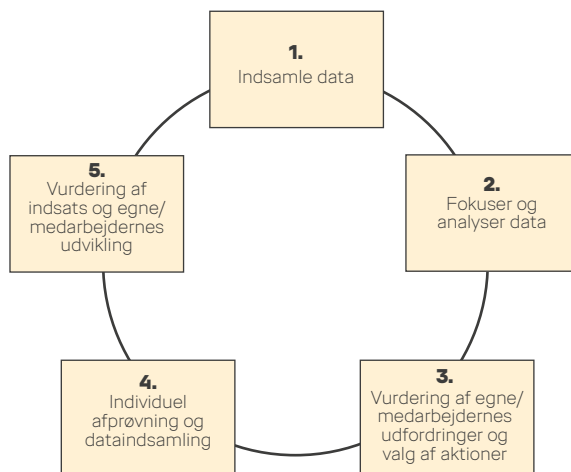 1.
Indsamle data
2.
Fokuser og
analyser data
3.
Vurdering af egne/
medarbejdernes
udfordringer og
valg af aktioner
4.
Individuel
afprøvning og
dataindsamling
5.
Vurdering af
indsats og egne/
medarbejdernes
udvikling